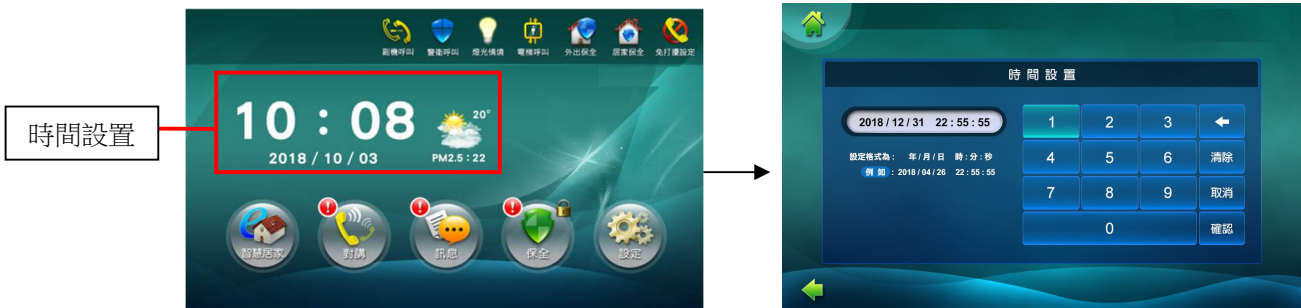 時間設置
副機呼叫 警衛呼叫 燈光情境 電梯呼叫 外出保全 居家保全 免打擾設定
10 : 08
20°
2018 / 10 / 03
PM2.5 : 22
智慧居家 對講 訊息 保全 設定
時間設置
2018 / 12 / 31 22 : 55 : 55
設定格式為： 年 / 月 / 日 時 : 分 : 秒
例 如 : 2018 / 04 / 26 22 : 55 : 55
1 2 3
4 5 6 清除
7 8 9 取消
0 確認